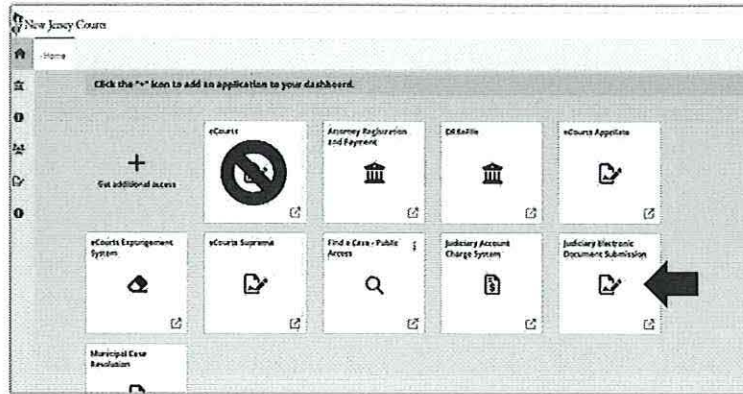 New Jersey Courts
Home
Click the "+" icon to add an application to your dashboard.
Get additional access
eCourts
Attorney Registration
and Payment
DRB eFile
eCourts Appellate
eCourts Expungement
System
eCourts Supreme
Find a Case - Public
Access
Judiciary Account
Charge System
Judiciary Electronic
Document Submission
Municipal Case
Resolution